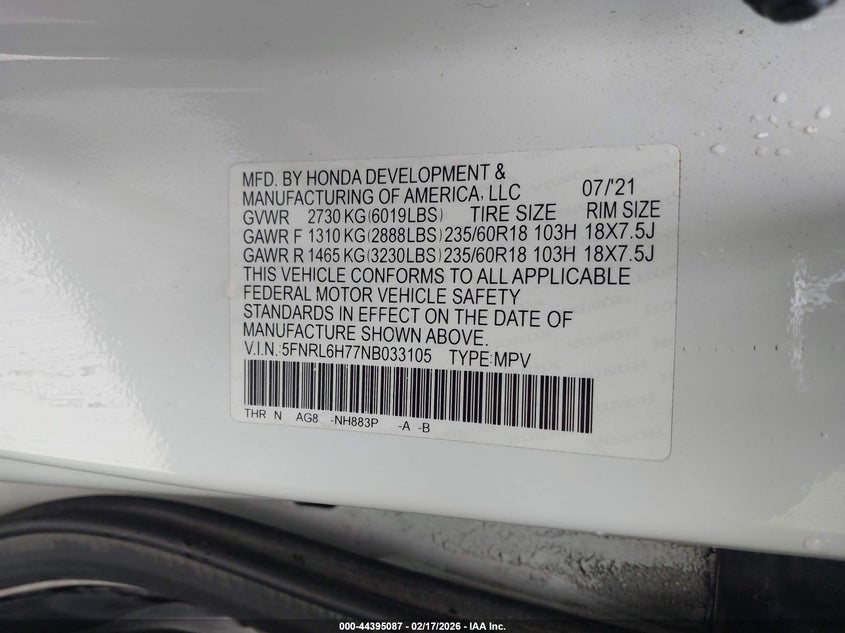 MFD. BY HONDA DEVELOPMENT &
MANUFACTURING OF AMERICA, LLC 07/'21
GVWR 2730 KG(6019LBS) TIRE SIZE RIM SIZE
GAWR F 1310 KG(2888LBS) 235/60R18 103H 18X7.5J
GAWR R 1465 KG(3230LBS) 235/60R18 103H 18X7.5J
THIS VEHICLE CONFORMS TO ALL APPLICABLE
FEDERAL MOTOR VEHICLE SAFETY
STANDARDS IN EFFECT ON THE DATE OF
MANUFACTURE SHOWN ABOVE.
V.I.N.:5FNRL6H77NB033105 TYPE:MPV
THR N AG8 -NH883P -A -B
000-44395087 - 02/17/2026 - IAA Inc.